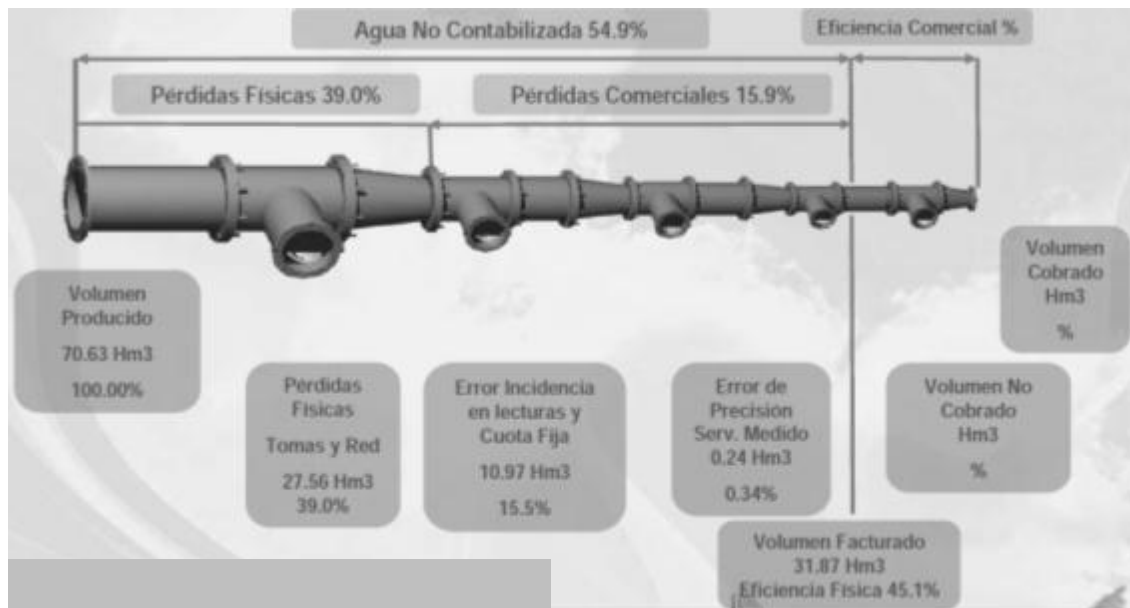 Agua No Contabilizada 54.9%
Eficiencia Comercial %
Pérdidas Físicas 39.0%
Pérdidas Comerciales 15.9%
Volumen
Producido
70.63 Hm3
100.00%
Pérdidas
Físicas
Tomas y Red
27.56 Hm3
39.0%
Error Incidencia
en lecturas y
Cuota Fija
10.97 Hm3
15.5%
Error de
Precisión
Serv. Medido
0.24 Hm3
0.34%
Volumen Facturado
31.87 Hm3
Eficiencia Física 45.1%
Volumen No
Cobrado
Hm3
%
Volumen
Cobrado
Hm3
%